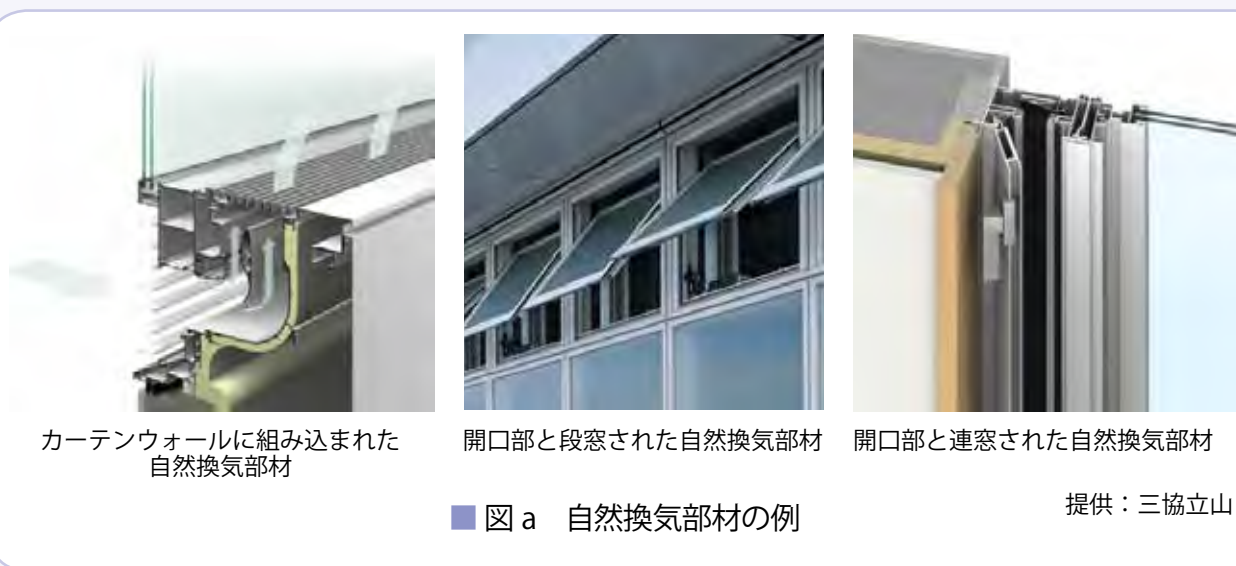 カーテンウォールに組み込まれた
自然換気部材
開口部と段窓された自然換気部材
開口部と連窓された自然換気部材
■ 図 a　自然換気部材の例
提供：三協立山